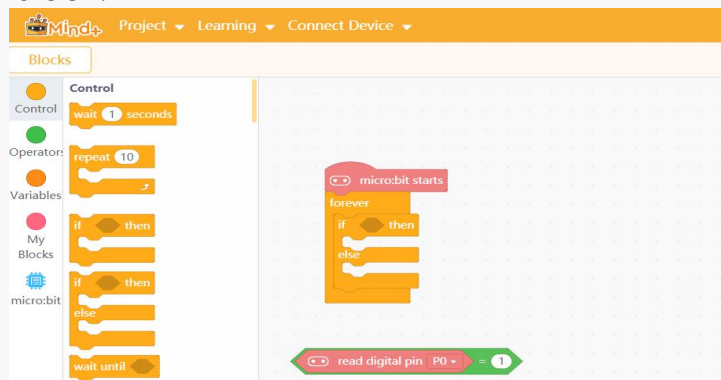 Mind+ Project Learning Connect Device
Blocks
Control
Operators
Variables
My
Blocks
micro:bit
Control
wait 1 seconds
repeat 10
if then
if then
else
wait until
micro:bit starts
forever
if then
else
read digital pin P0 = 1